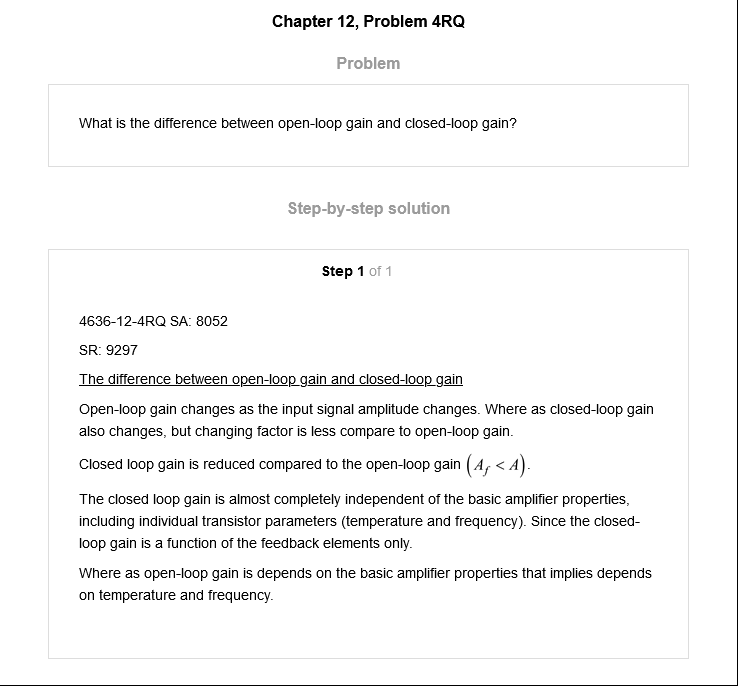 Chapter 12, Problem 4RQ
Problem
What is the difference between open-loop gain and closed-loop gain?
Step-by-step solution
Step 1 of 1
4636-12-4RQ SA: 8052
SR: 9297
The difference between open-loop gain and closed-loop gain
Open-loop gain changes as the input signal amplitude changes. Where as closed-loop gain
also changes, but changing factor is less compare to open-loop gain.
Closed loop gain is reduced compared to the open-loop gain (A_f < A).
The closed loop gain is almost completely independent of the basic amplifier properties,
including individual transistor parameters (temperature and frequency). Since the closed-
loop gain is a function of the feedback elements only.
Where as open-loop gain is depends on the basic amplifier properties that implies depends
on temperature and frequency.